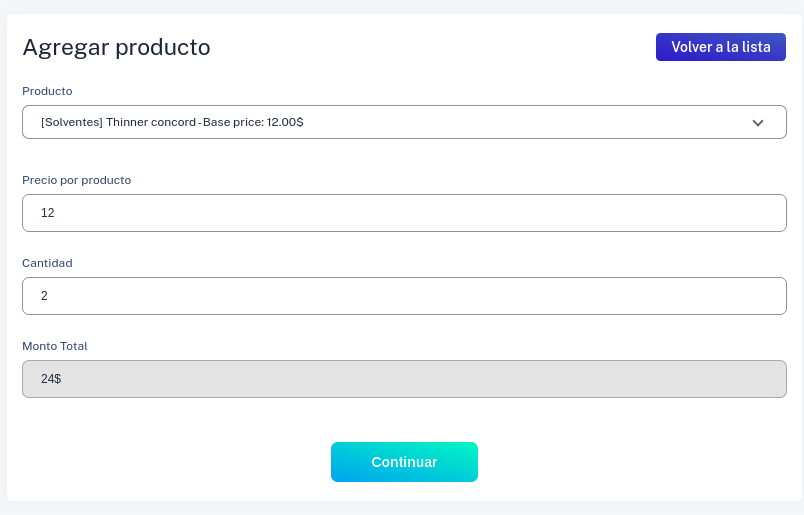 Agregar producto
Volver a la lista
Producto
[Solventes] Thinner concord - Base price: 12.00$
Precio por producto
12
Cantidad
2
Monto Total
24$
Continuar